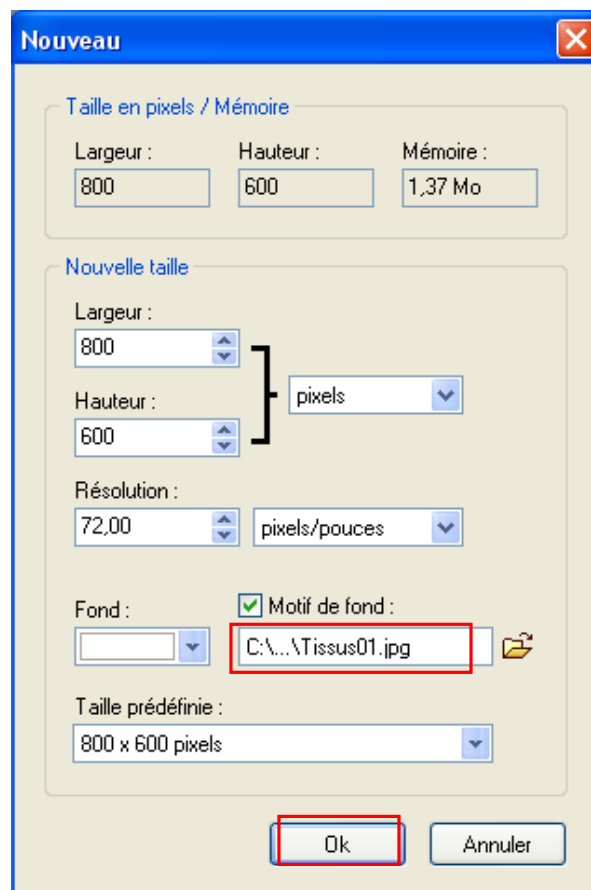 Nouveau
Taille en pixels / Mémoire
Largeur : Hauteur : Mémoire :
800 600 1,37 Mo
Nouvelle taille
Largeur :
800
pixels
Hauteur :
600
Résolution :
72,00 pixels/pouces
Fond : Motif de fond :
C:\...\Tissus01.jpg
Taille prédéfinie :
800 x 600 pixels
Ok Annuler